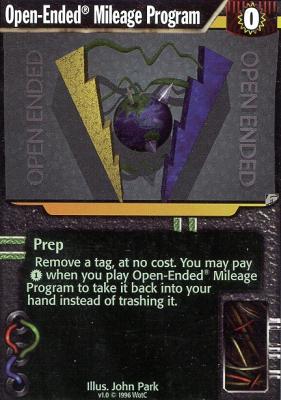 Open-Ended® Mileage Program
0
OPEN ENDED
OPEN ENDED
Prep
Remove a tag, at no cost. You may pay
1 when you play Open-Ended® Mileage
Program to take it back into your
hand instead of trashing it.
Illus. John Park
v1.0 © 1996 WotC